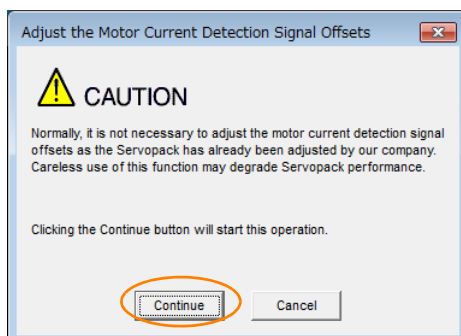 Adjust the Motor Current Detection Signal Offsets
CAUTION
Normally, it is not necessary to adjust the motor current detection signal
offsets as the Servopack has already been adjusted by our company.
Careless use of this function may degrade Servopack performance.
Clicking the Continue button will start this operation.
Continue Cancel